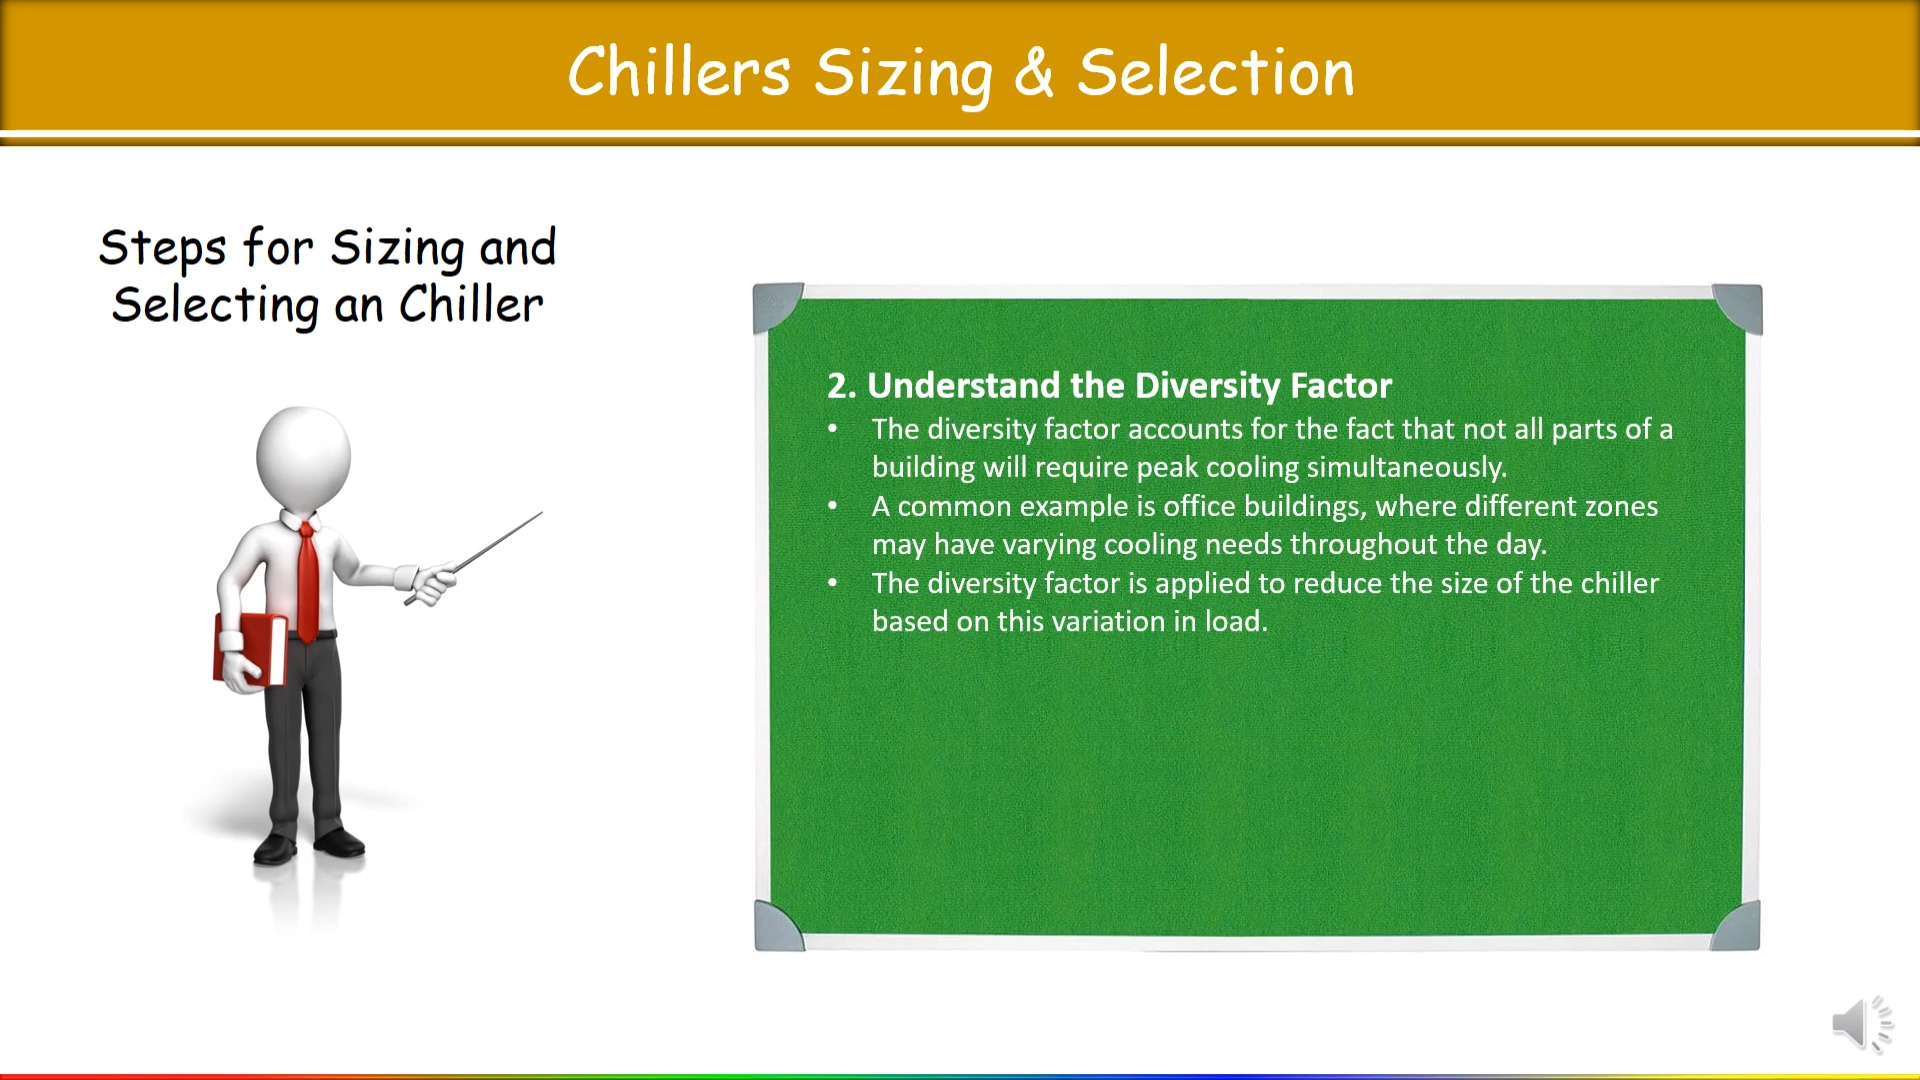 Chillers Sizing & Selection
Steps for Sizing and
Selecting an Chiller
2. Understand the Diversity Factor
• The diversity factor accounts for the fact that not all parts of a
building will require peak cooling simultaneously.
• A common example is office buildings, where different zones
may have varying cooling needs throughout the day.
• The diversity factor is applied to reduce the size of the chiller
based on this variation in load.